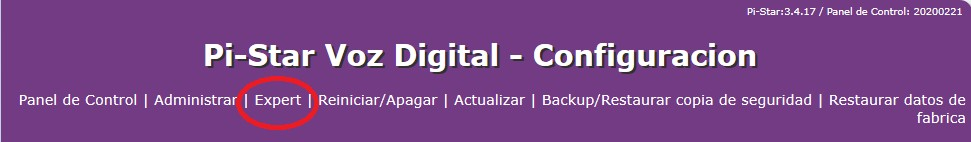 Pi-Star:3.4.17 / Panel de Control: 20200221
Pi-Star Voz Digital - Configuracion
Panel de Control | Administrar | Expert | Reiniciar/Apagar | Actualizar | Backup/Restaurar copia de seguridad | Restaurar datos de
fabrica